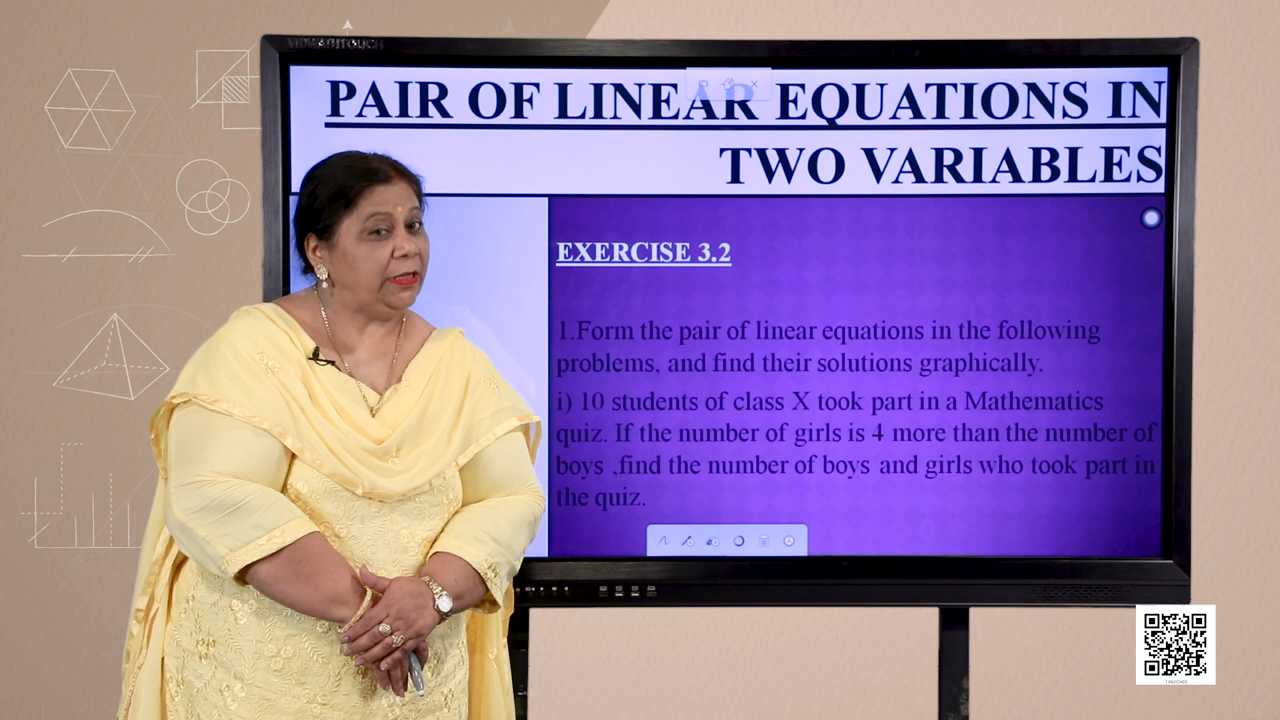 VIDYAITOUCH
PAIR OF LINEAR EQUATIONS IN
TWO VARIABLES
EXERCISE 3.2
1.Form the pair of linear equations in the following
problems, and find their solutions graphically.
i) 10 students of class X took part in a Mathematics
quiz. If the number of girls is 4 more than the number of
boys ,find the number of boys and girls who took part in
the quiz.